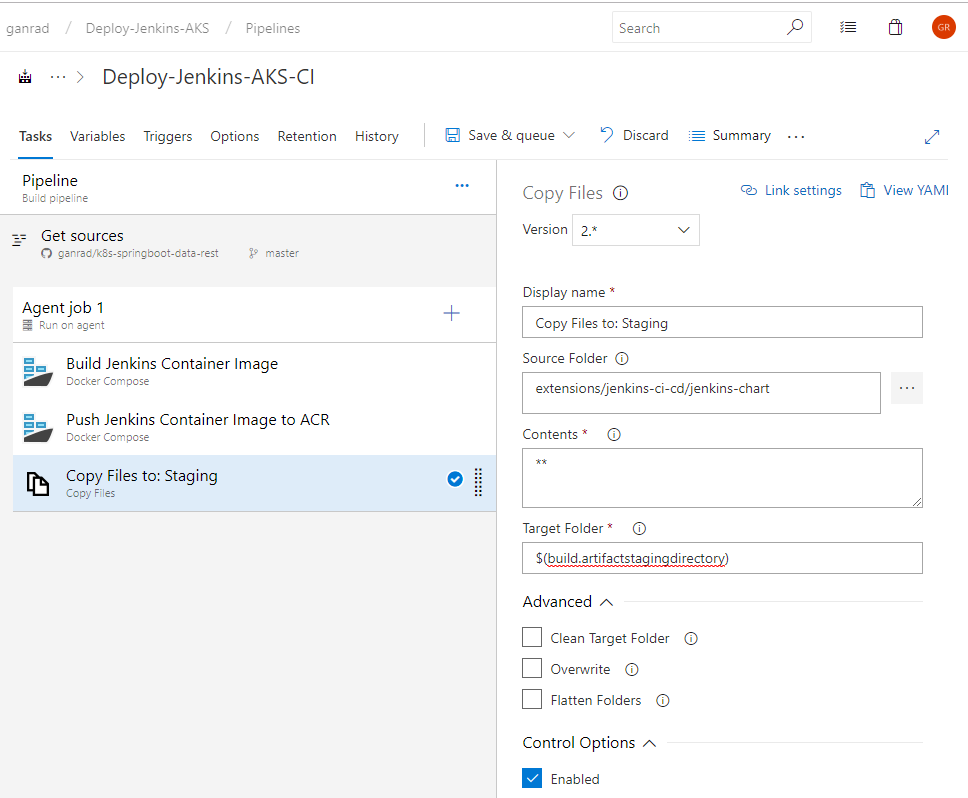 ganrad / Deploy-Jenkins-AKS / Pipelines
Search
GR
··· > Deploy-Jenkins-AKS-CI
Tasks Variables Triggers Options Retention History
Save & queue Discard Summary ···
Pipeline
Build pipeline
···
Get sources
ganrad/k8s-springboot-data-rest master
Agent job 1
Run on agent
+
Build Jenkins Container Image
Docker Compose
Push Jenkins Container Image to ACR
Docker Compose
Copy Files to: Staging
Copy Files
Copy Files
Link settings View YAML
Version 2.*
Display name *
Copy Files to: Staging
Source Folder
extensions/jenkins-ci-cd/jenkins-chart
···
Contents *
**
Target Folder *
$(build.artifactstagingdirectory)
Advanced
Clean Target Folder
Overwrite
Flatten Folders
Control Options
Enabled